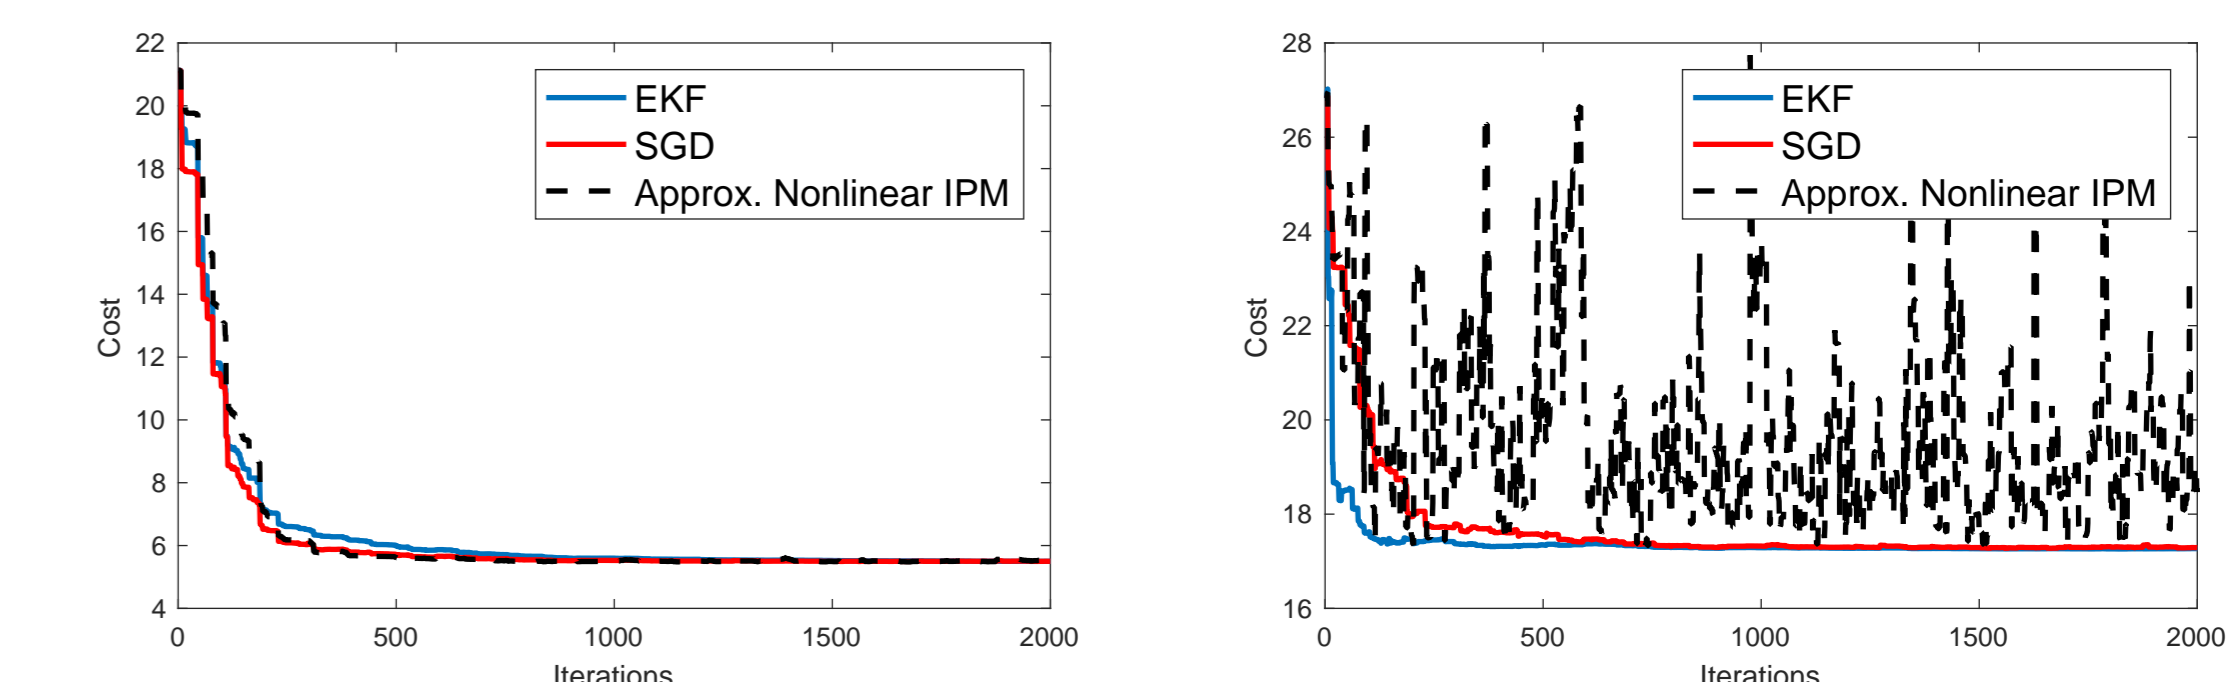 22
20
18
16
14
12
10
8
6
4
Cost
EKF
SGD
Approx. Nonlinear IPM
0 500 1000 1500 2000
Iterations
28
26
24
22
20
18
16
Cost
EKF
SGD
Approx. Nonlinear IPM
0 500 1000 1500 2000
Iterations